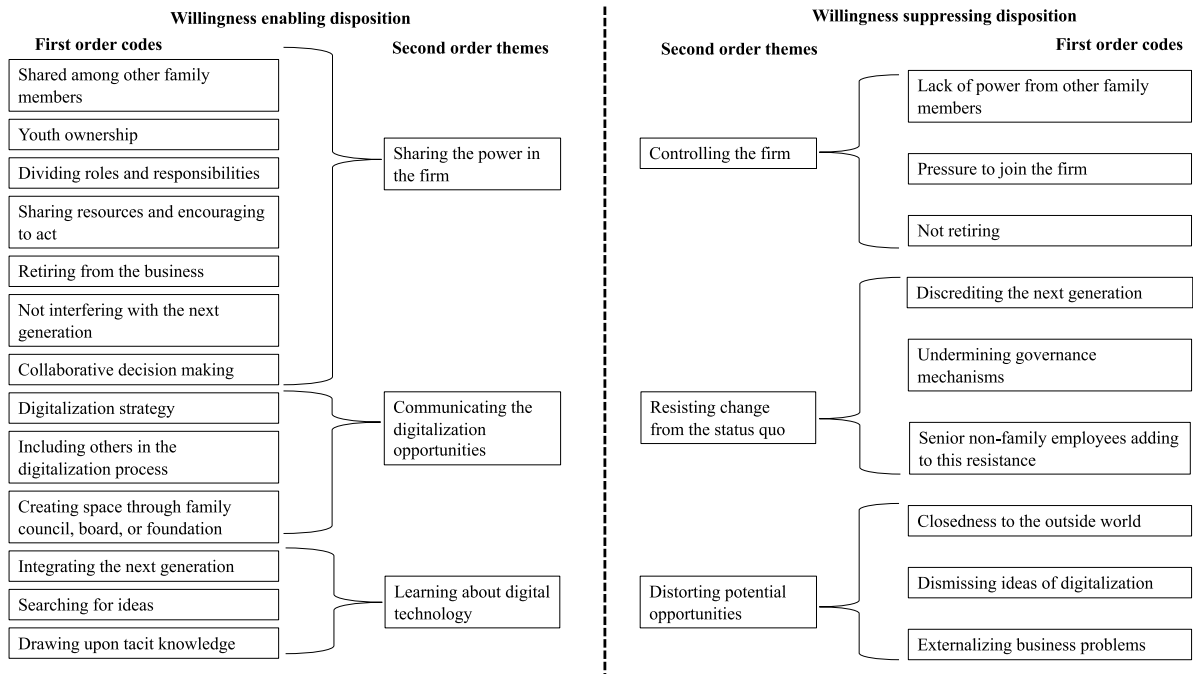 Willingness enabling disposition
First order codes
Second order themes
Shared among other family
members
Youth ownership
Dividing roles and responsibilities
Sharing resources and encouraging
to act
Retiring from the business
Not interfering with the next
generation
Collaborative decision making
Sharing the power in
the firm
Digitalization strategy
Including others in the
digitalization process
Creating space through family
council, board, or foundation
Communicating the
digitalization
opportunities
Integrating the next generation
Searching for ideas
Drawing upon tacit knowledge
Learning about digital
technology
Willingness suppressing disposition
Second order themes
First order codes
Controlling the firm
Lack of power from other family
members
Pressure to join the firm
Not retiring
Resisting change
from the status quo
Discrediting the next generation
Undermining governance
mechanisms
Senior non-family employees adding
to this resistance
Distorting potential
opportunities
Closedness to the outside world
Dismissing ideas of digitalization
Externalizing business problems